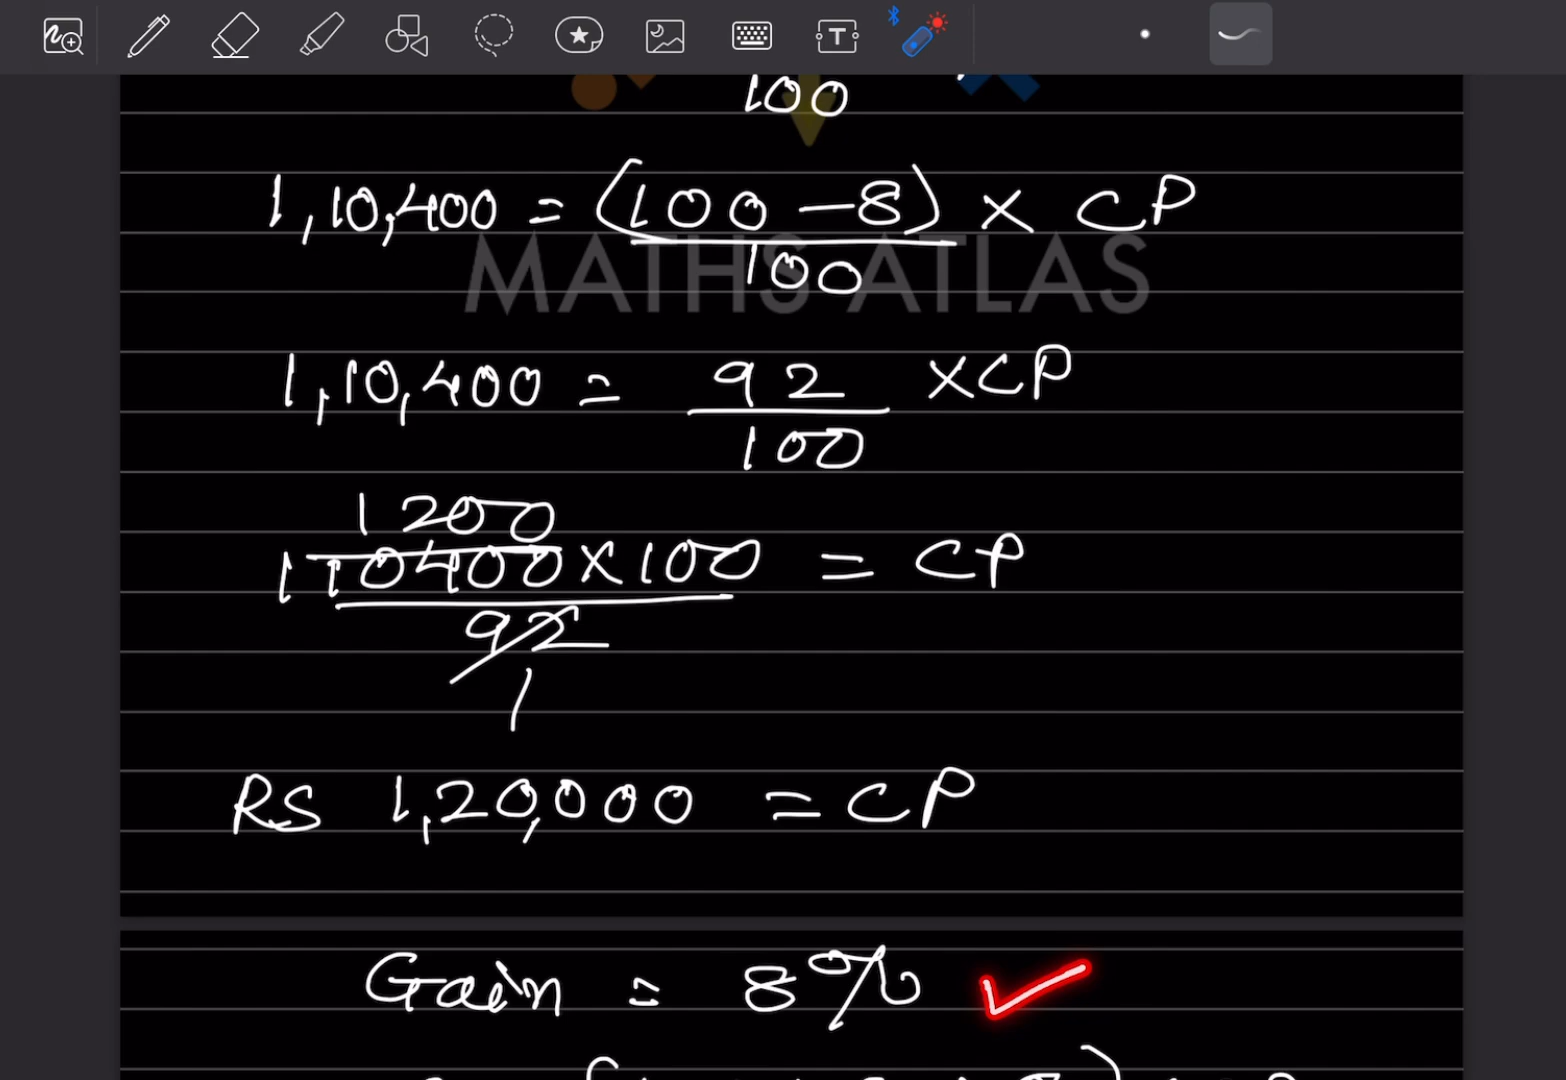 100
1,10,400 = (100 - 8) × CP
MATHS ATLAS
100
1,10,400 = 92 × CP
100
1200
110400 × 100 = CP
92
1
RS 1,20,000 = CP
Gain = 8%